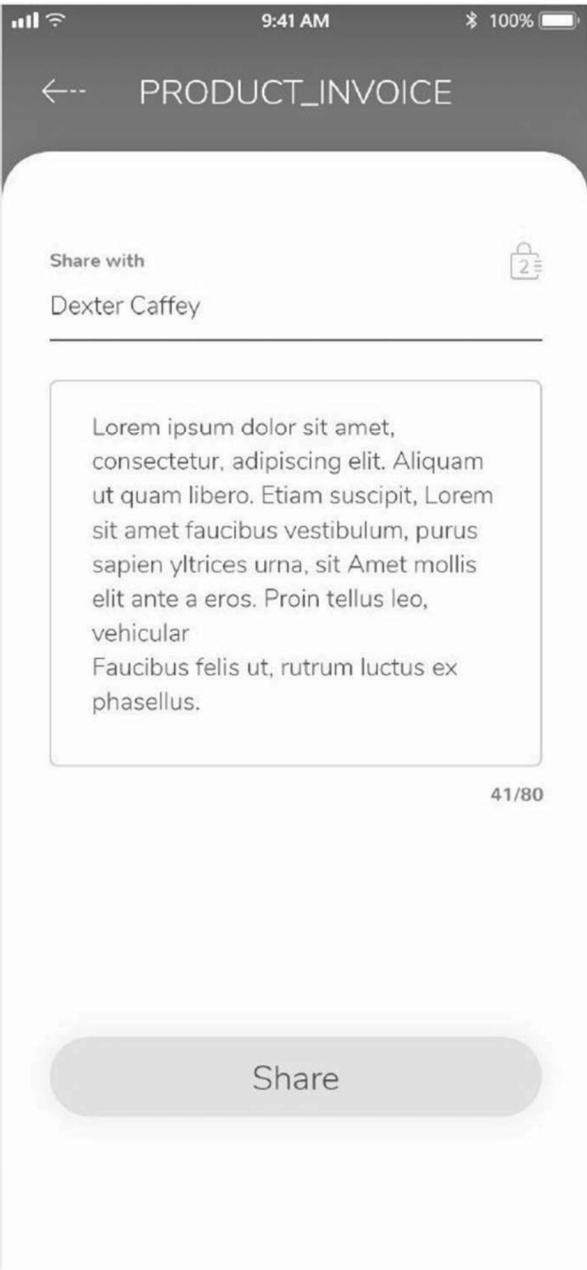 9:41 AM
100%
PRODUCT_INVOICE
Share with
2
Dexter Caffey
Lorem ipsum dolor sit amet,
consectetur, adipiscing elit. Aliquam
ut quam libero. Etiam suscipit, Lorem
sit amet faucibus vestibulum, purus
sapien yltrices urna, sit Amet mollis
elit ante a eros. Proin tellus leo,
vehicular
Faucibus felis ut, rutrum luctus ex
phasellus.
41/80
Share